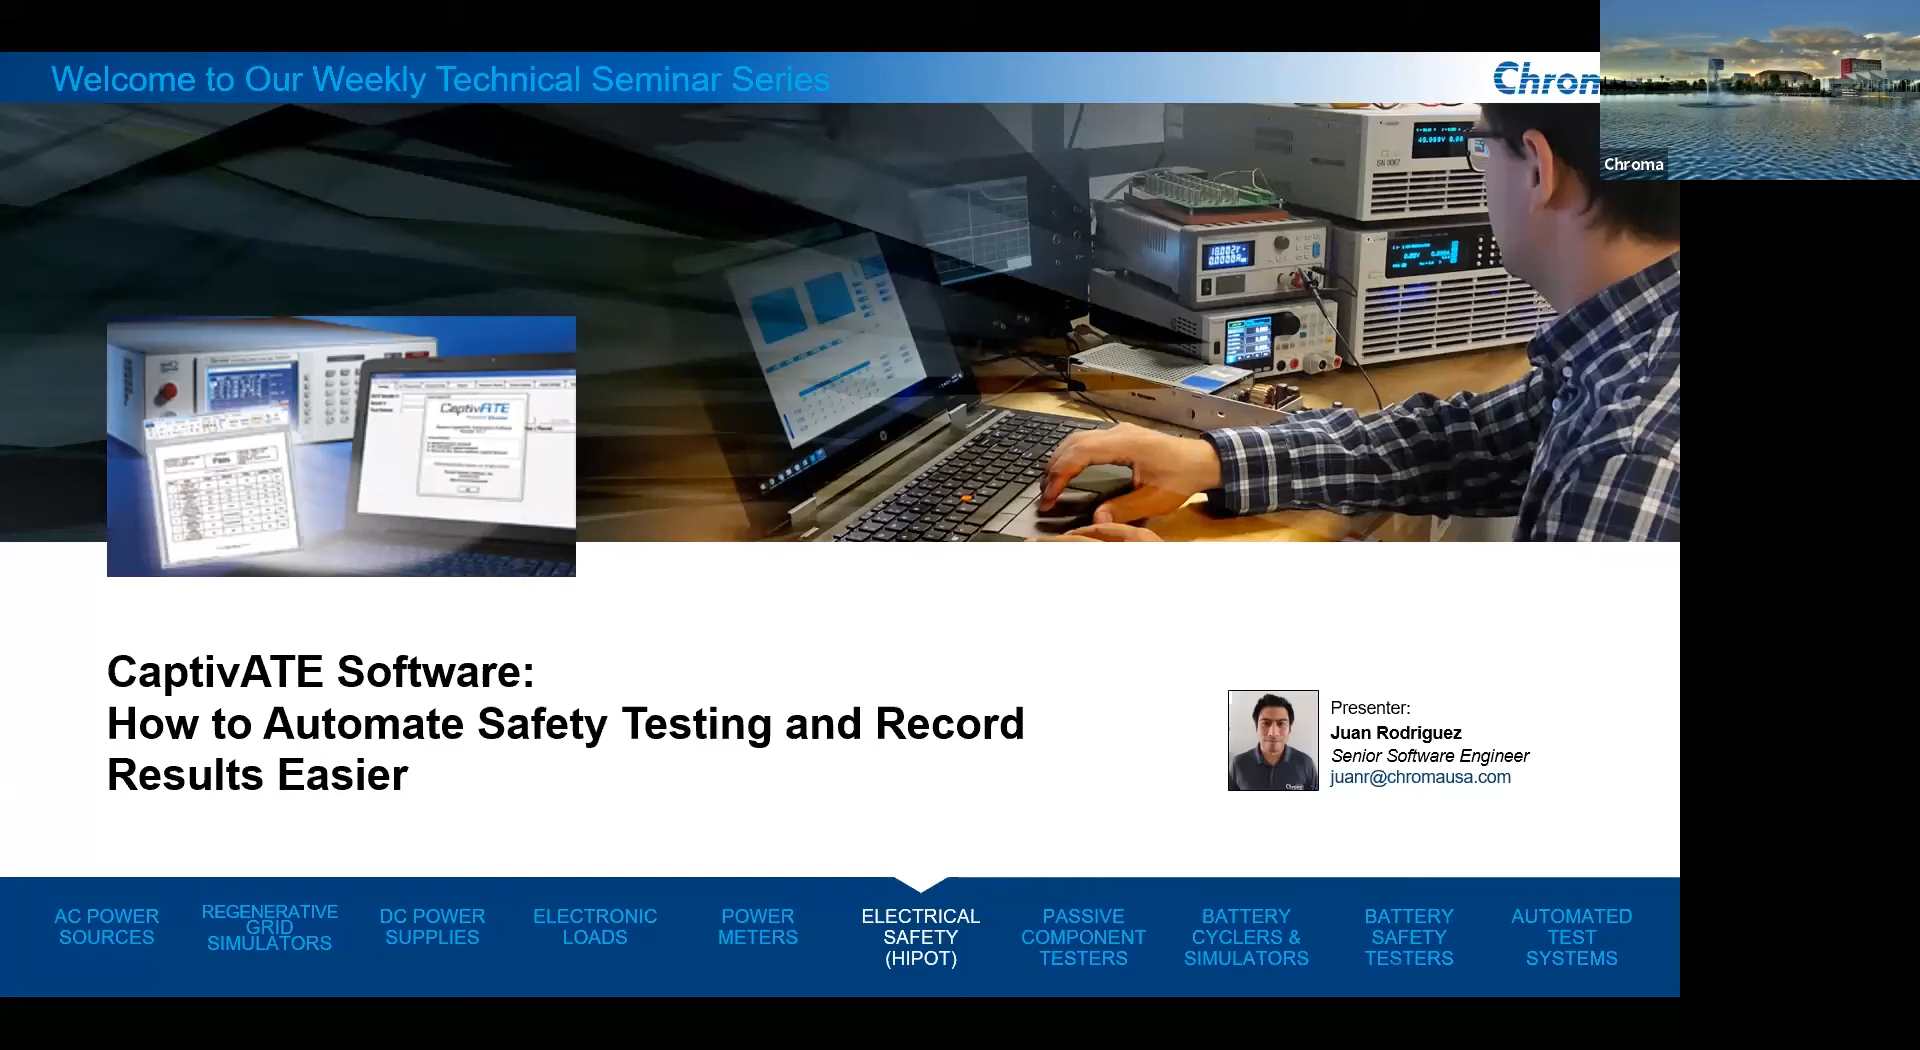 Welcome to Our Weekly Technical Seminar Series
Chrom
Chroma
SN 0067
CaptivATE
CaptivATE Software:
How to Automate Safety Testing and Record
Results Easier
Presenter:
Juan Rodriguez
Senior Software Engineer
juanr@chromausa.com
AC POWER
SOURCES
REGENERATIVE
GRID
SIMULATORS
DC POWER
SUPPLIES
ELECTRONIC
LOADS
POWER
METERS
ELECTRICAL
SAFETY
(HIPOT)
PASSIVE
COMPONENT
TESTERS
BATTERY
CYCLERS &
SIMULATORS
BATTERY
SAFETY
TESTERS
AUTOMATED
TEST
SYSTEMS